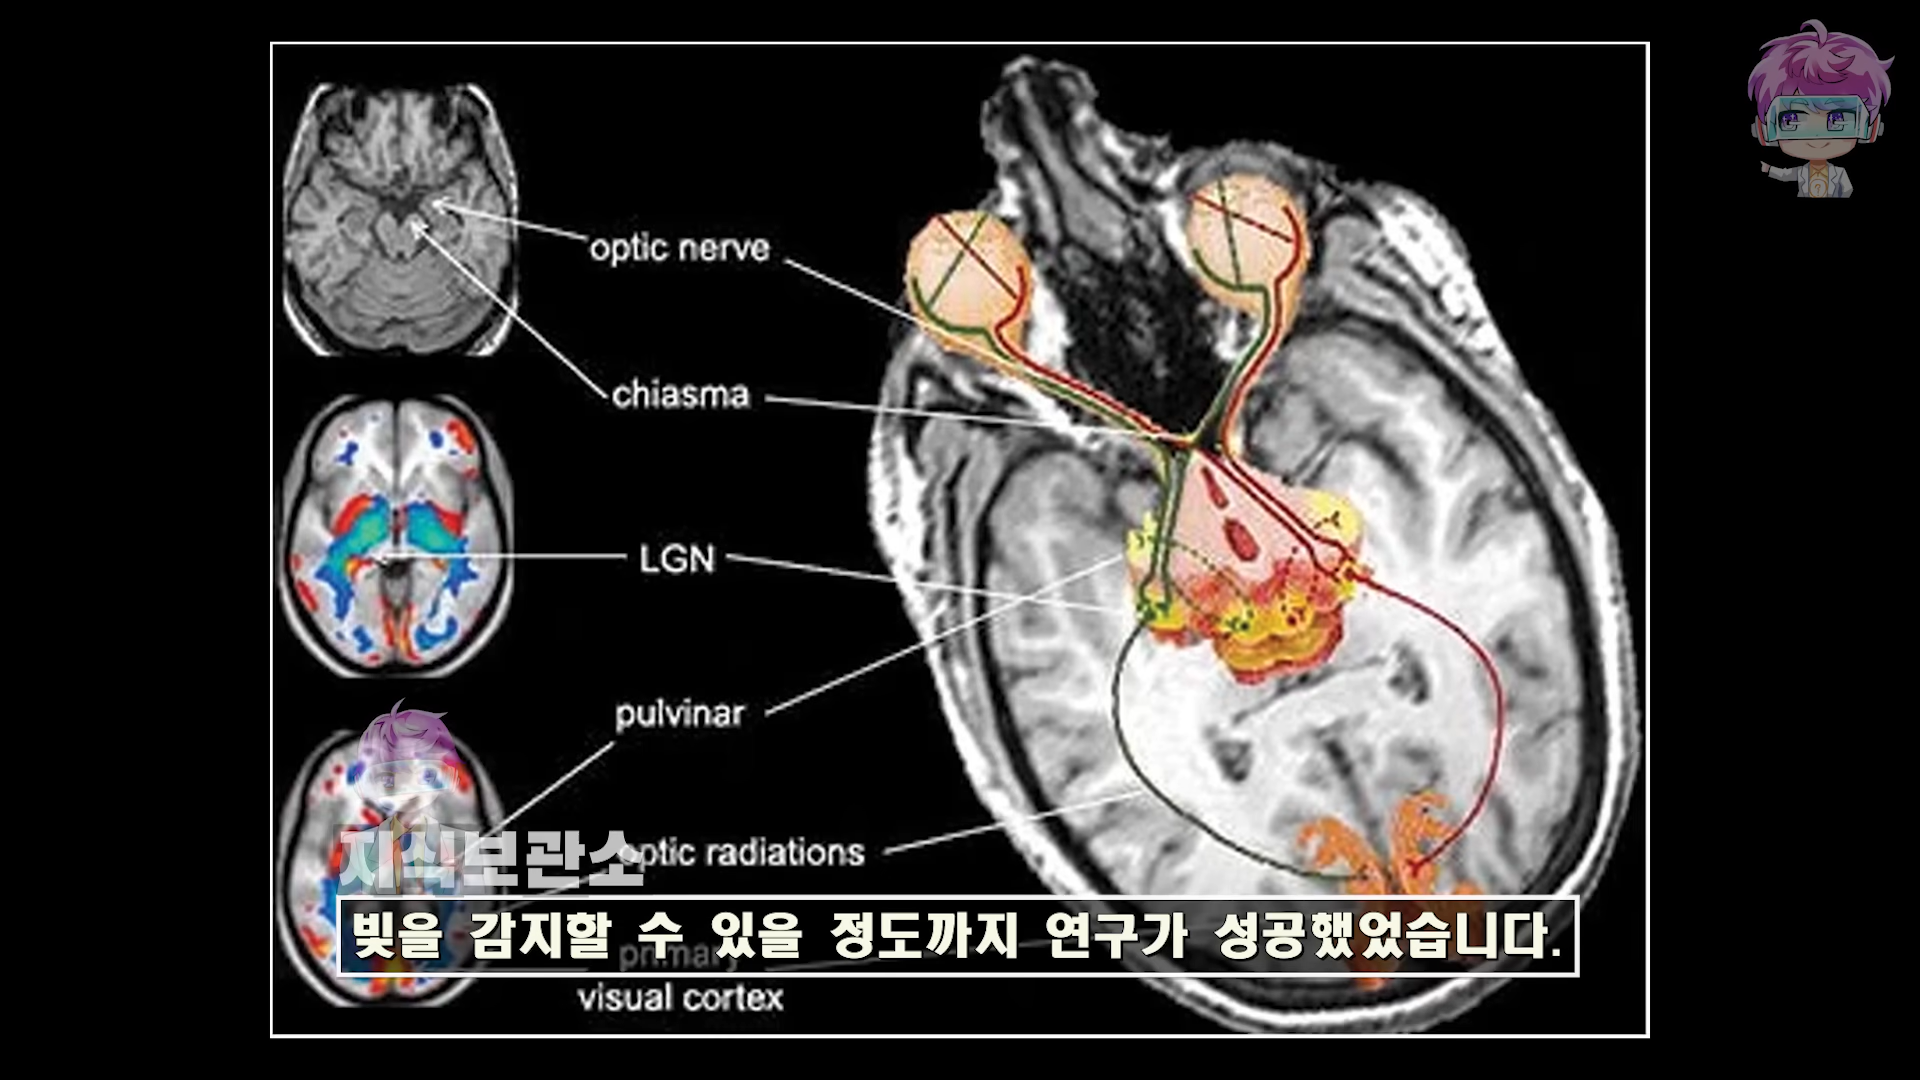 optic nerve
chiasma
LGN
pulvinar
optic radiations
지식보관소
빛을 감지할 수 있을 정도까지 연구가 성공했었습니다.
primary
visual cortex